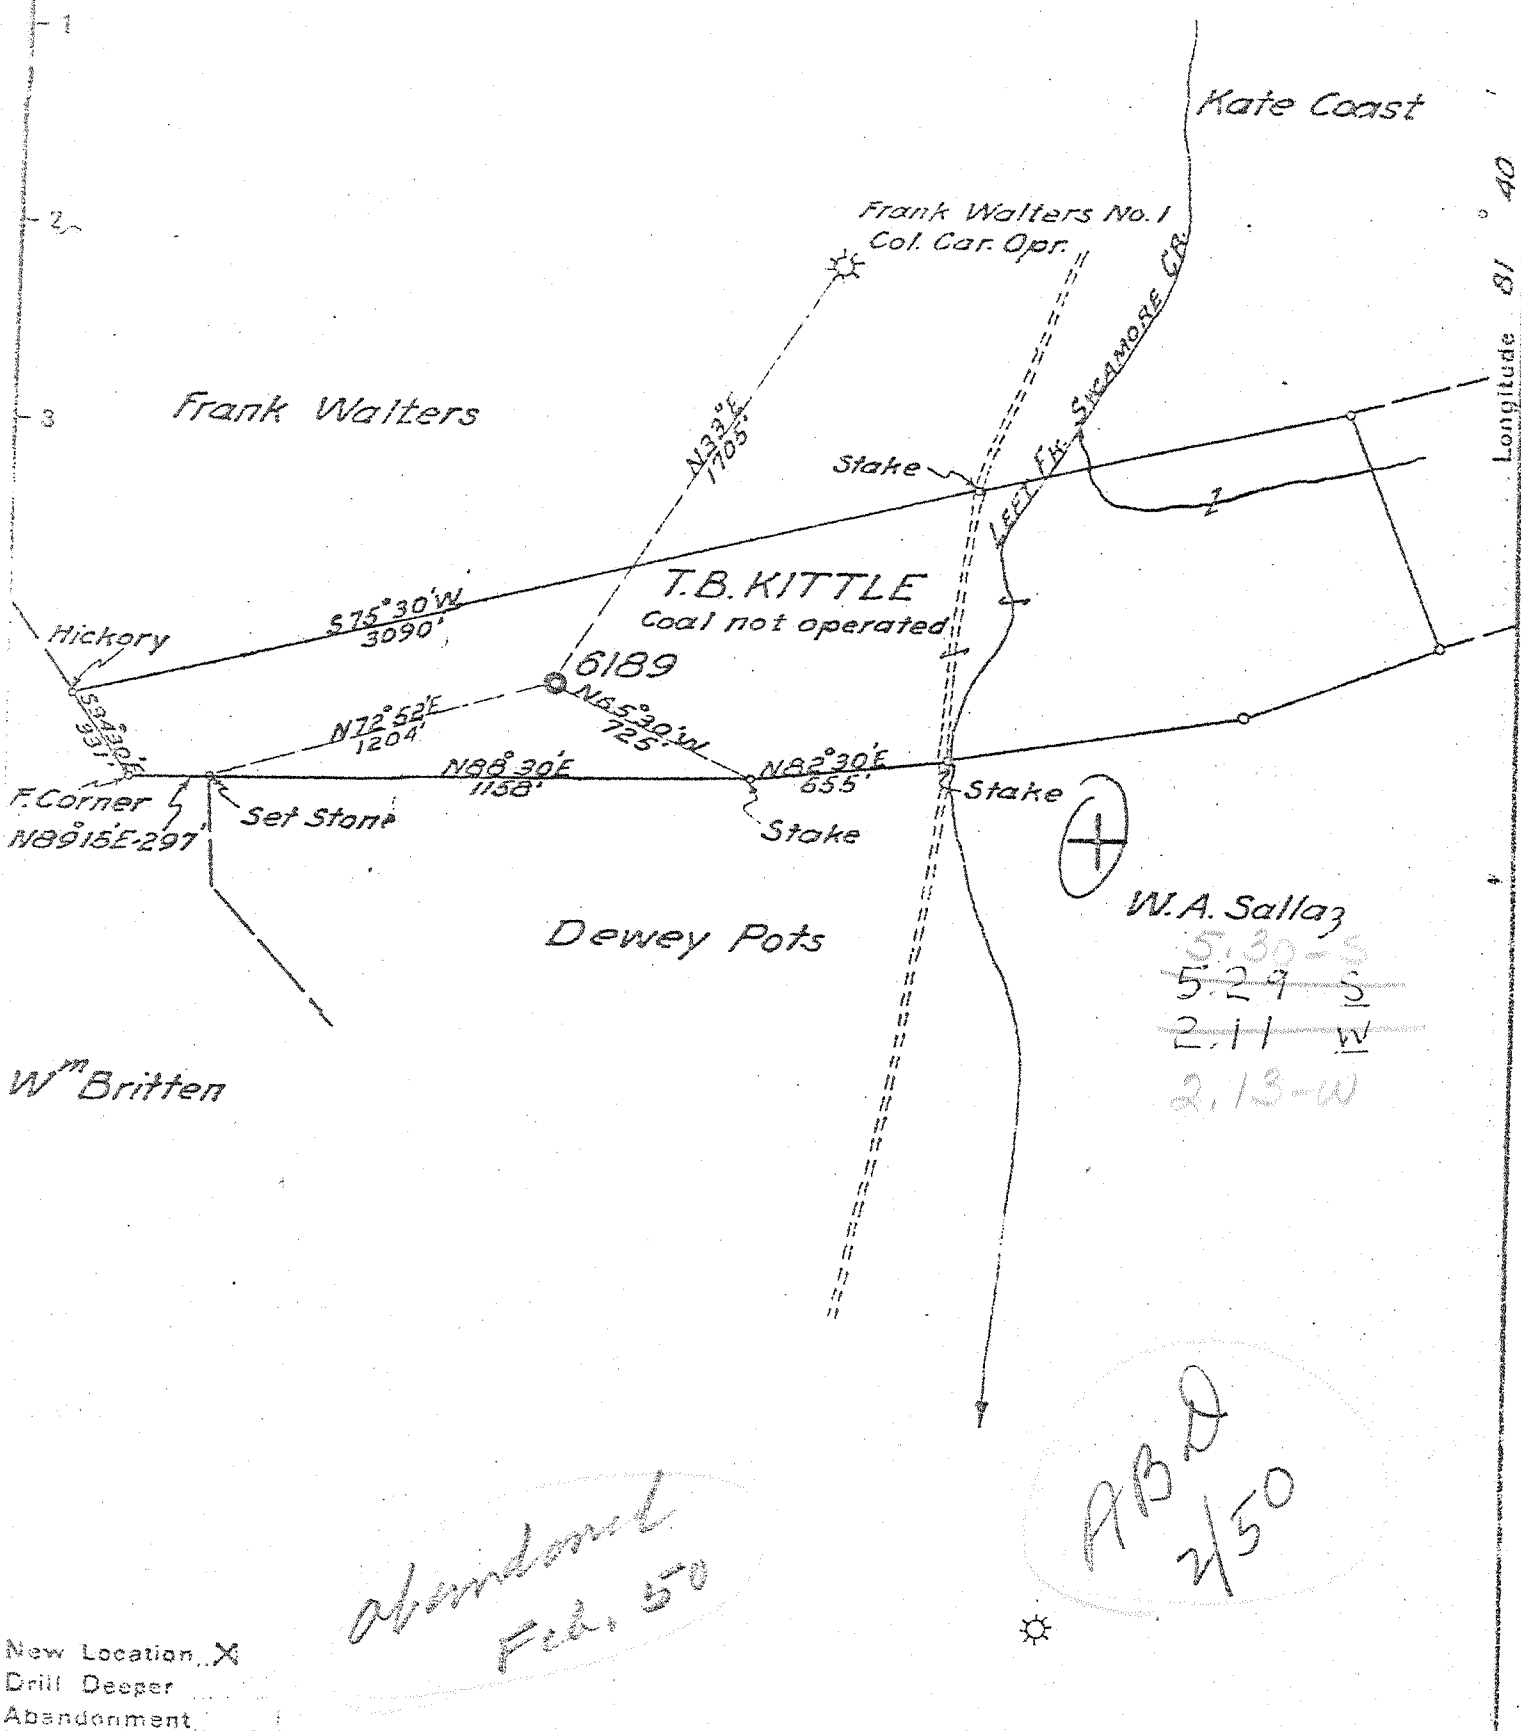 1
Kate Coast
Longitude 81° 40'
2
Frank Walters No. 1
Col. Car. Opr.
LEFT FK. SYCAMORE CR.
3
Frank Walters
N33°E
1705'
Stake
T.B. KITTLE
Coal not operated
S75°30'W
3090'
Hickory
6189
S34°30'E
331'
N72°52'E
1204'
N65°30'W
725'
N88°30'E
1158'
N82°30'E
655'
F. Corner
N89°15'E-297'
Set Stone
Stake
Stake
W.A. Sallaz
Dewey Pots
5.30-S
5.29 S
2.11 W
2.13-W
Wm Britten
ABD
2/50
abandoned
Feb. 50
New Location X
Drill Deeper
Abandonment